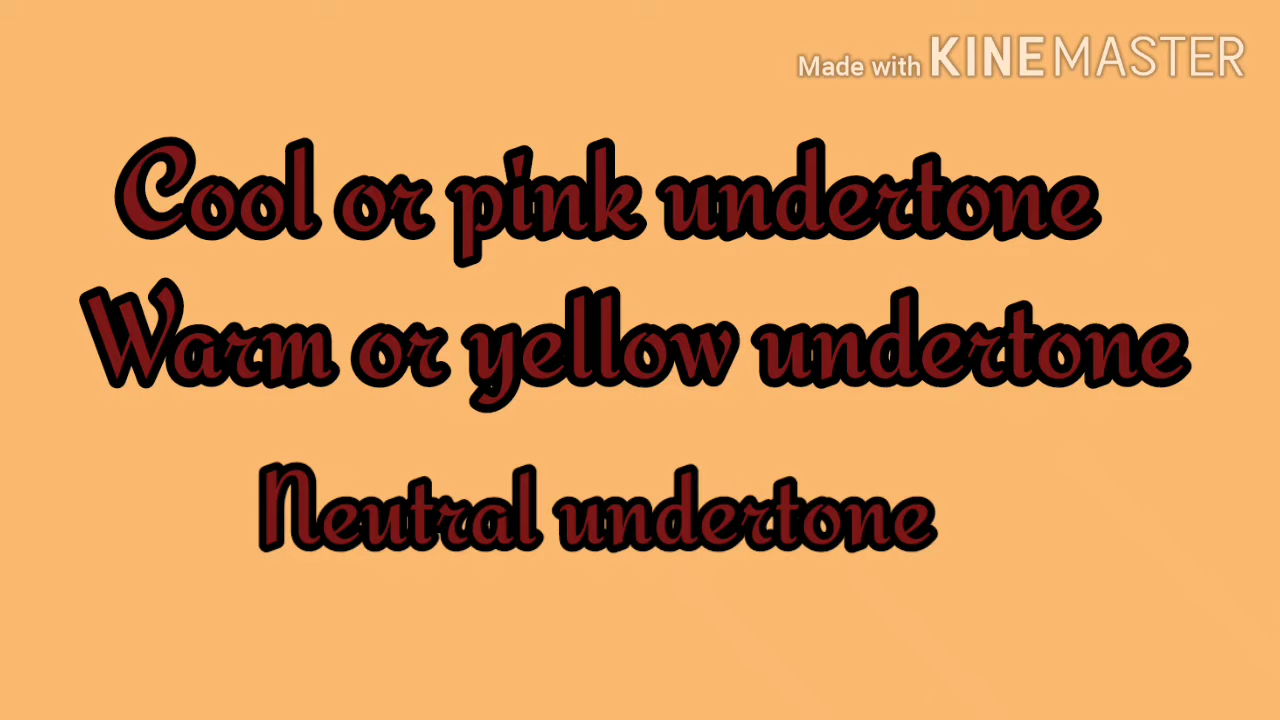 Made with KINEMASTER
Cool or pink undertone
Warm or yellow undertone
Neutral undertone